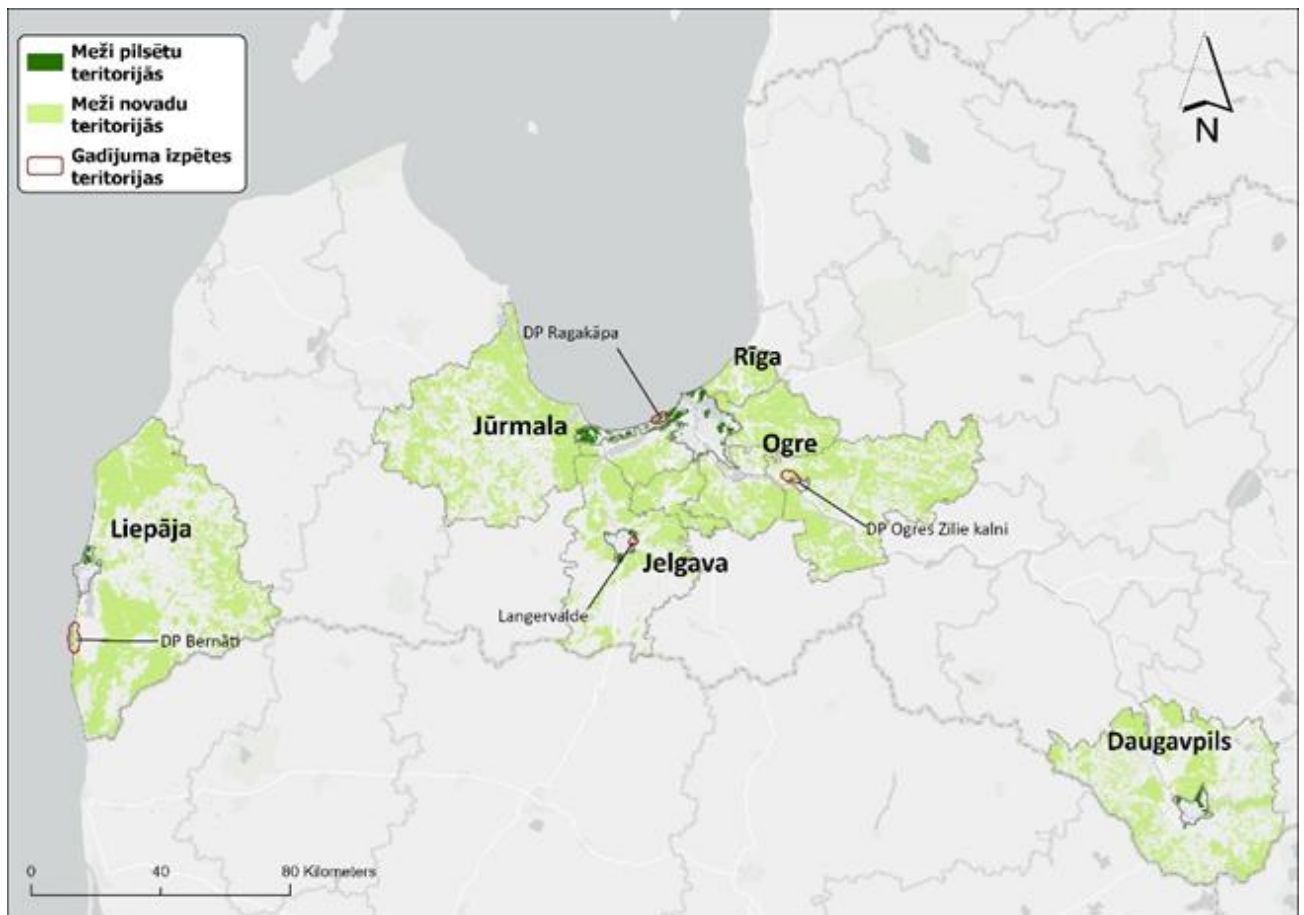 Meži pilsētu
teritorijās
Meži novadu
teritorijās
Gadījuma izpētes
teritorijas
N
DP Ragakāpa
Rīga
Jūrmala
Ogre
Liepāja
DP Ogres Zilie kalni
Jelgava
Langervalde
DP Bernāti
Daugavpils
0 40 80 Kilometers